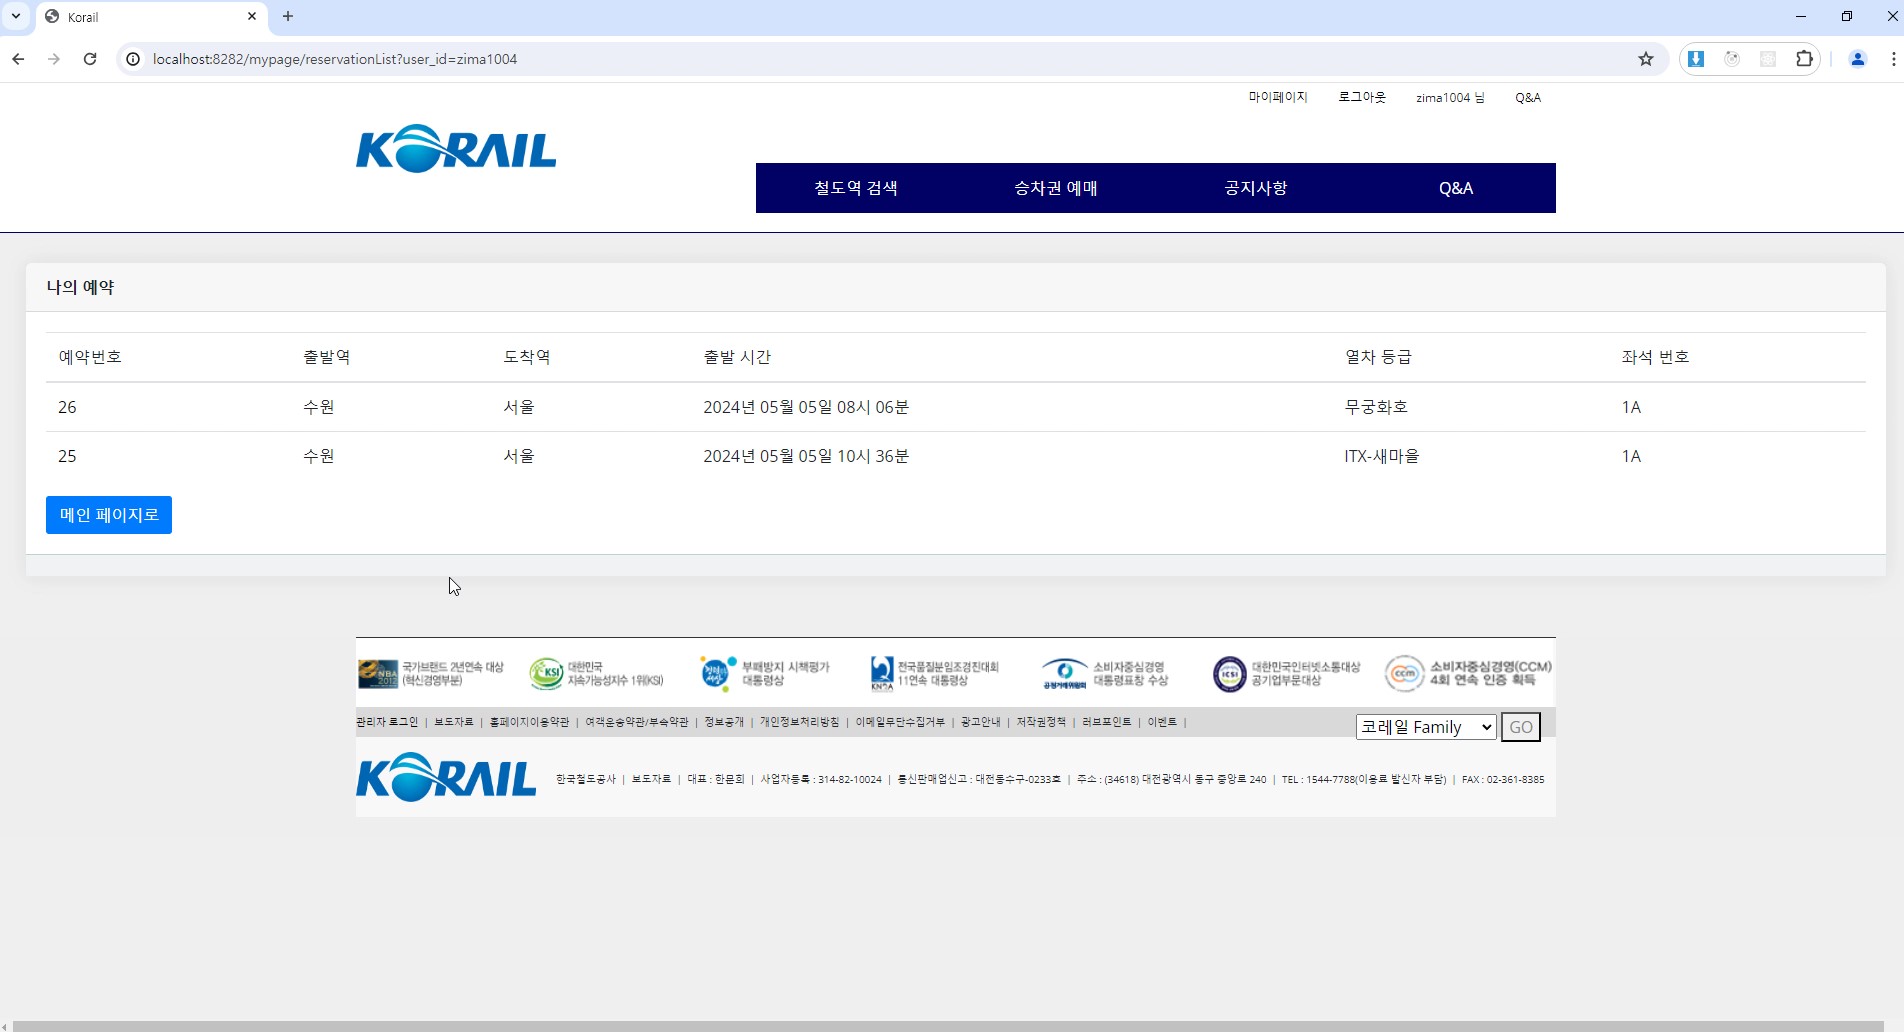 Korail
localhost:8282/mypage/reservationList?user_id=zima1004
마이페이지 로그아웃 zima1004 님 Q&A
KORAIL
철도역 검색 승차권 예매 공지사항 Q&A
나의 예약
예약번호 출발역 도착역 출발 시간 열차 등급 좌석 번호
26 수원 서울 2024년 05월 05일 08시 06분 무궁화호 1A
25 수원 서울 2024년 05월 05일 10시 36분 ITX-새마을 1A
메인 페이지로
국가브랜드 2년연속 대상
(혁신경영부분)
KSI 대한민국
지속가능성지수 1위(KSI)
부패방지 시책평가
대통령상
전국품질분임조경진대회
11연속 대통령상
공정거래위원회 소비자중심경영
대통령표창 수상
ICSI 대한민국인터넷소통대상
공기업부문대상
ccm 소비자중심경영(CCM)
4회 연속 인증 획득
관리자 로그인 | 보도자료 | 홈페이지이용약관 | 여객운송약관/부속약관 | 정보공개 | 개인정보처리방침 | 이메일무단수집거부 | 광고안내 | 저작권정책 | 러브포인트 | 이벤트 |
코레일 Family GO
KORAIL
한국철도공사 | 보도자료 | 대표 : 한문희 | 사업자등록 : 314-82-10024 | 통신판매업신고 : 대전동수구-0233호 | 주소 : (34618) 대전광역시 동구 중앙로 240 | TEL : 1544-7788(이용료 발신자 부담) | FAX : 02-361-8385